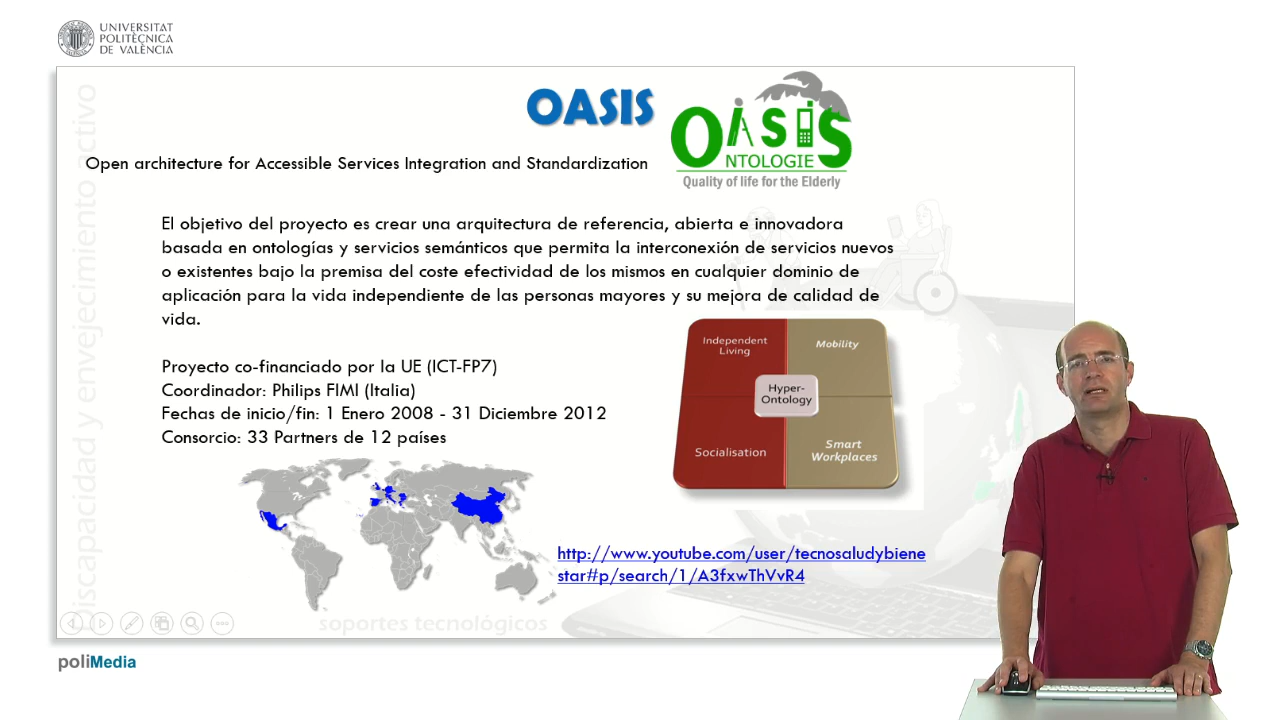 UNIVERSITAT
POLITÈCNICA
DE VALÈNCIA
OASIS
OASIS
ONTOLOGIE
Quality of life for the Elderly
Open architecture for Accessible Services Integration and Standardization
El objetivo del proyecto es crear una arquitectura de referencia, abierta e innovadora
basada en ontologías y servicios semánticos que permita la interconexión de servicios nuevos
o existentes bajo la premisa del coste efectividad de los mismos en cualquier dominio de
aplicación para la vida independiente de las personas mayores y su mejora de calidad de
vida.
Proyecto co-financiado por la UE (ICT-FP7)
Coordinador: Philips FIMI (Italia)
Fechas de inicio/fin: 1 Enero 2008 - 31 Diciembre 2012
Consorcio: 33 Partners de 12 países
Independent
Living
Mobility
Hyper-
Ontology
Socialisation
Smart
Workplaces
http://www.youtube.com/user/tecnosaludybiene
star#p/search/1/A3fxwThVvR4
Discapacidad y envejecimiento activo
soportes tecnológicos
poliMedia